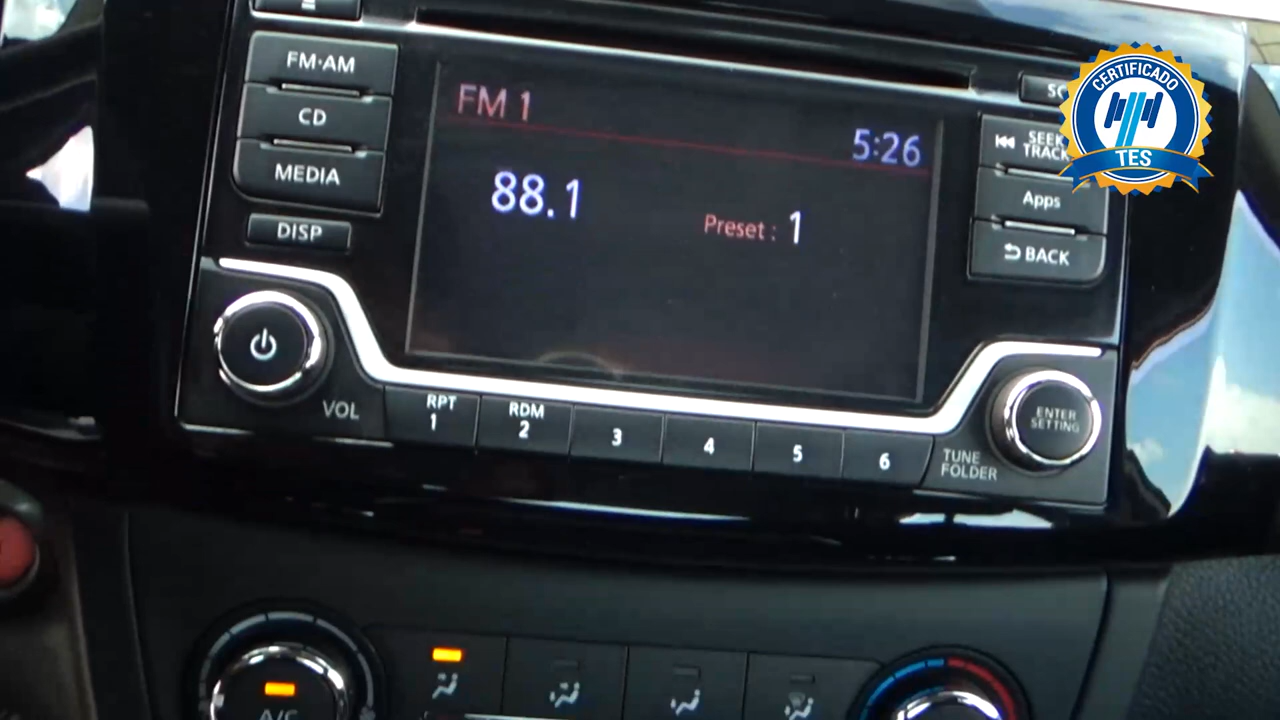 FM·AM
CD
MEDIA
DISP
VOL
FM 1
5:26
88.1
Preset : 1
SEEK
TRACK
Apps
BACK
RPT
1
RDM
2
3
4
5
6
TUNE
FOLDER
ENTER
SETTING
A/C
CERTIFICADO
TES